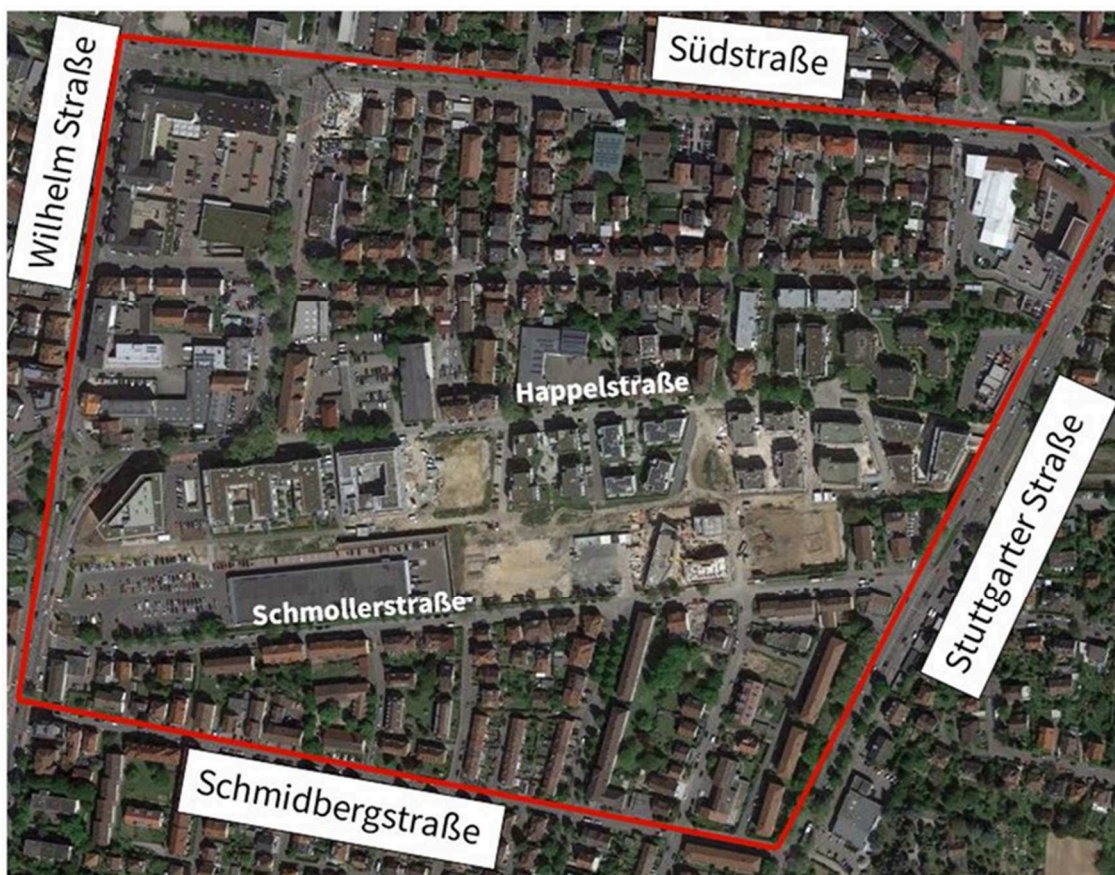 Südstraße
Wilhelm Straße
Happelstraße
Stuttgarter Straße
Schmollerstraße
Schmidbergstraße